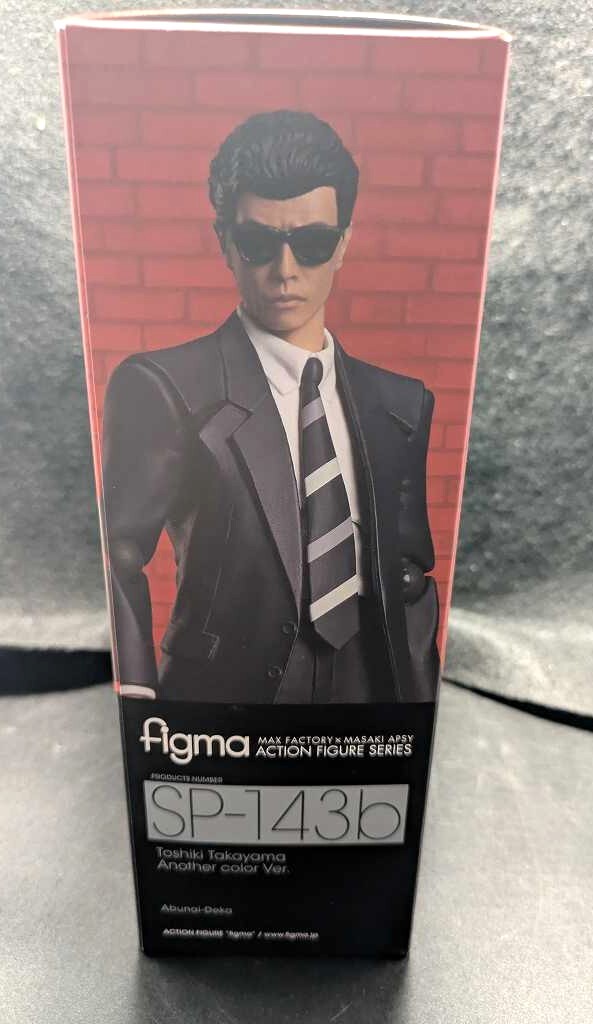 figma
MAX FACTORY × MASAKI APSY
ACTION FIGURE SERIES
PRODUCTS NUMBER
SP-143b
Toshiki Takayama
Another color Ver.
Abunai-Deka
ACTION FIGURE "figma" / www.figma.jp